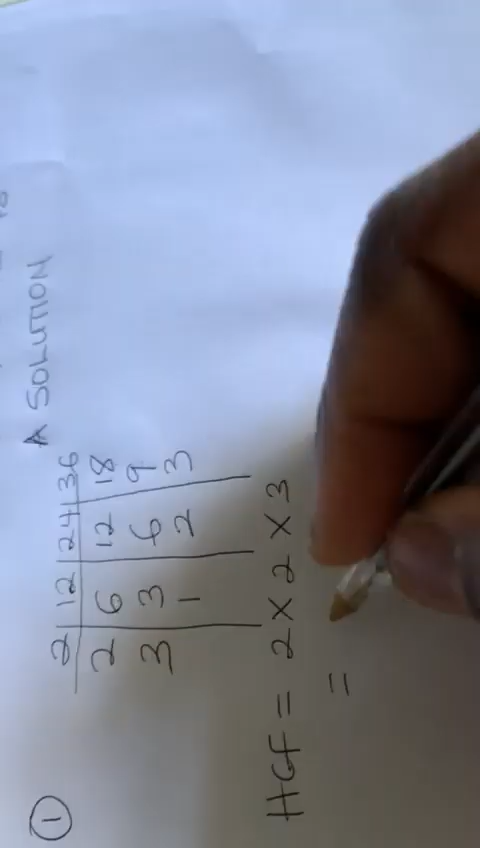 A SOLUTION
① 2 12 24 36
2 6 12 18
3 3 6 9
1 2 3
HCF = 2 X 2 X 3
=